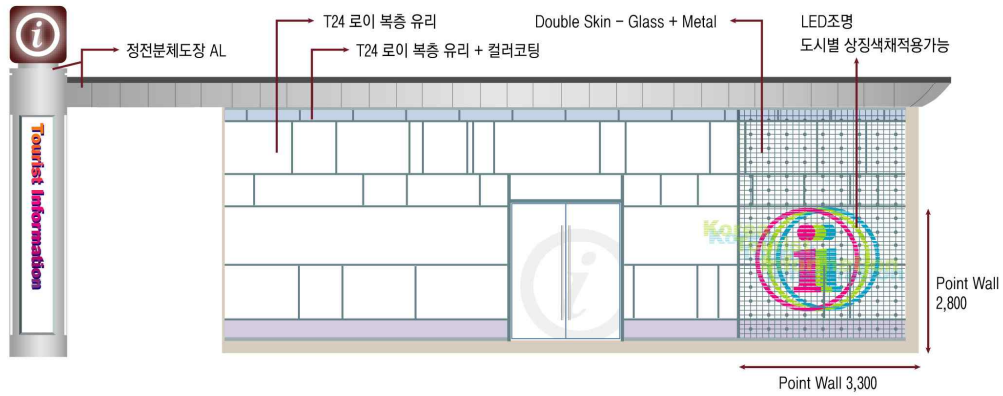 T24 로이 복층 유리
Double Skin - Glass + Metal
LED조명
도시별 상징색채적용가능
정전분체도장 AL
T24 로이 복층 유리 + 컬러코팅
i
Tourist Information
i
Point Wall
2,800
Point Wall 3,300